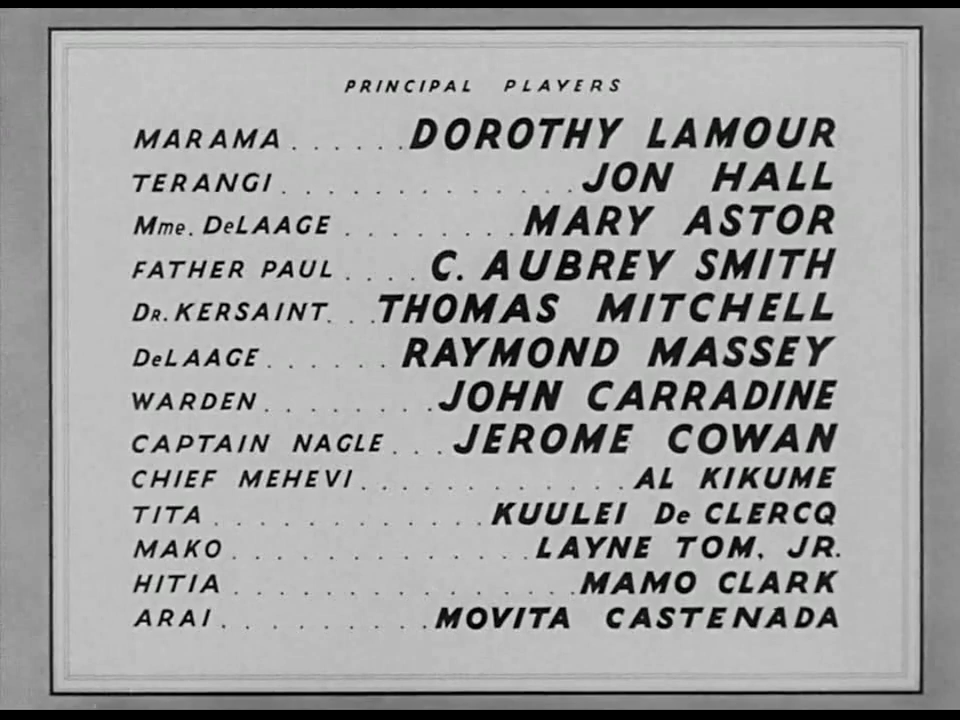 PRINCIPAL PLAYERS
MARAMA . . . . . . DOROTHY LAMOUR
TERANGI . . . . . . . . . . . . . JON HALL
Mme. DeLAAGE . . . . . . . . MARY ASTOR
FATHER PAUL . . . . C. AUBREY SMITH
DR. KERSAINT . . . THOMAS MITCHELL
DeLAAGE . . . . . . RAYMOND MASSEY
WARDEN . . . . . . . . JOHN CARRADINE
CAPTAIN NAGLE . . . JEROME COWAN
CHIEF MEHEVI . . . . . . . . . . . . AL KIKUME
TITA . . . . . . . . . . . . . KUULEI De CLERCQ
MAKO . . . . . . . . . . . . . LAYNE TOM, JR.
HITIA . . . . . . . . . . . . . . . . MAMO CLARK
ARAI . . . . . . . . . MOVITA CASTENADA